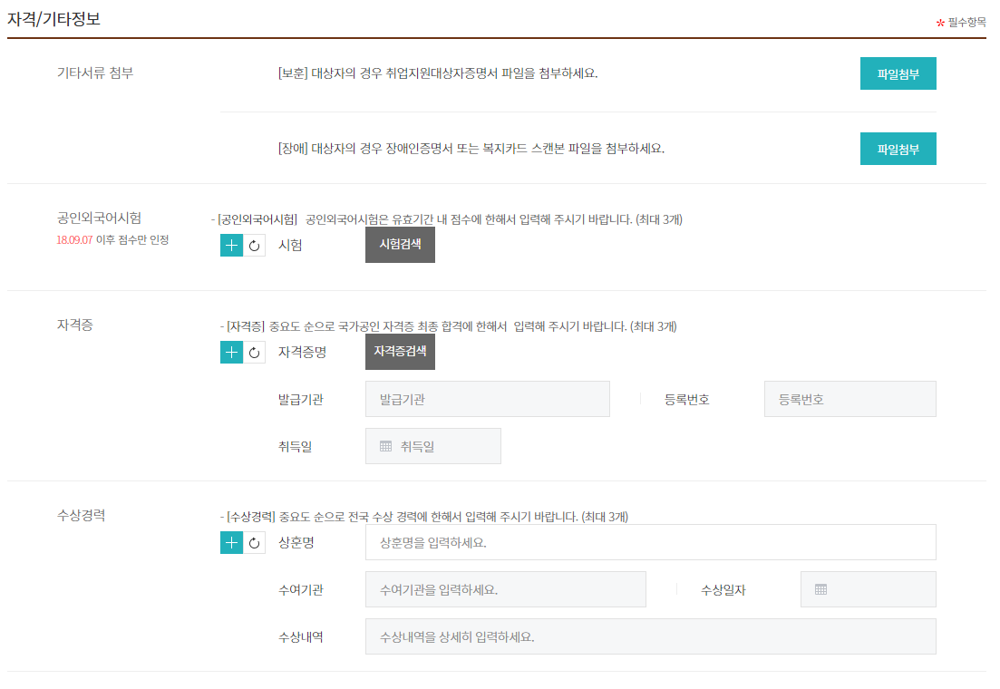 자격/기타정보
* 필수항목
기타서류 첨부
[보훈] 대상자의 경우 취업지원대상자증명서 파일을 첨부하세요.
파일첨부
[장애] 대상자의 경우 장애인증명서 또는 복지카드 스캔본 파일을 첨부하세요.
파일첨부
공인외국어시험
18.09.07 이후 점수만 인정
- [공인외국어시험] 공인외국어시험은 유효기간 내 점수에 한해서 입력해 주시기 바랍니다. (최대 3개)
시험
시험검색
자격증
- [자격증] 중요도 순으로 국가공인 자격증 최종 합격에 한해서 입력해 주시기 바랍니다. (최대 3개)
자격증명
자격증검색
발급기관
발급기관
등록번호
등록번호
취득일
취득일
수상경력
- [수상경력] 중요도 순으로 전국 수상 경력에 한해서 입력해 주시기 바랍니다. (최대 3개)
상훈명
상훈명을 입력하세요.
수여기관
수여기관을 입력하세요.
수상일자
수상내역
수상내역을 상세히 입력하세요.